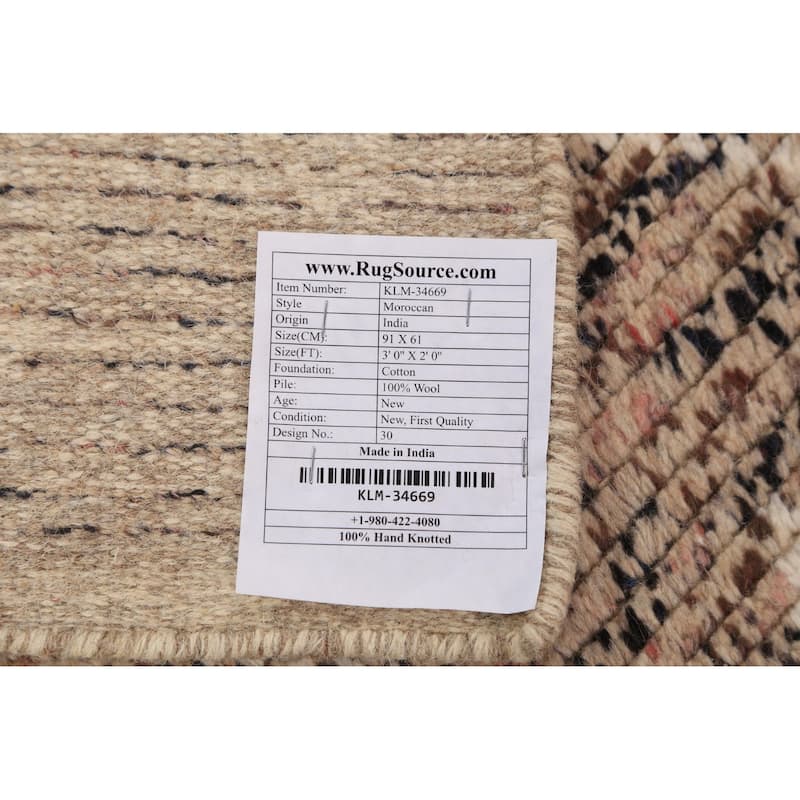 www.RugSource.com
Item Number: KLM-34669
Style Moroccan
Origin India
Size(CM): 91 X 61
Size(FT): 3' 0" X 2' 0"
Foundation: Cotton
Pile: 100% Wool
Age: New
Condition: New, First Quality
Design No.: 30
Made in India
KLM-34669
+1-980-422-4080
100% Hand Knotted